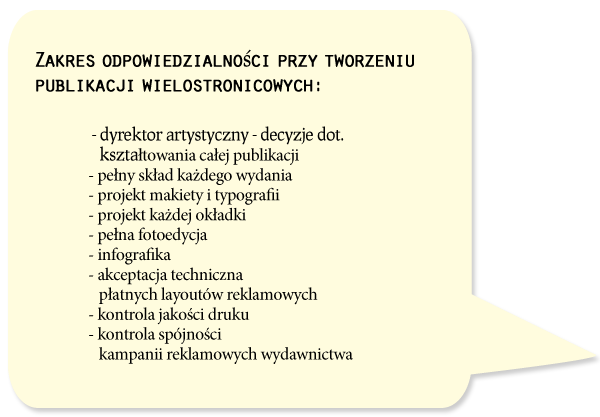 Zakres odpowiedzialności przy tworzeniu
publikacji wielostronicowych:
- dyrektor artystyczny - decyzje dot.
kształtowania całej publikacji
- pełny skład każdego wydania
- projekt makiety i typografii
- projekt każdej okładki
- pełna fotoedycja
- infografika
- akceptacja techniczna
płatnych layoutów reklamowych
- kontrola jakości druku
- kontrola spójności
kampanii reklamowych wydawnictwa